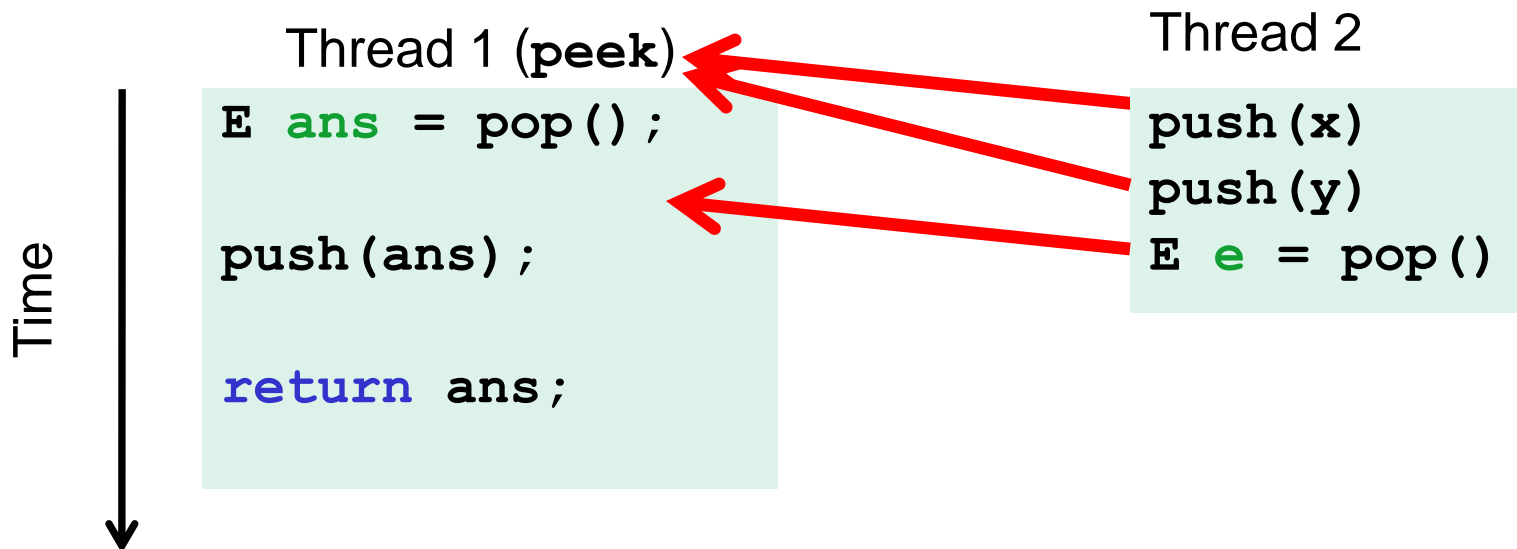 Thread 1 (peek)
E ans = pop();
push(ans);
return ans;
Thread 2
push(x)
push(y)
E e = pop()
Time